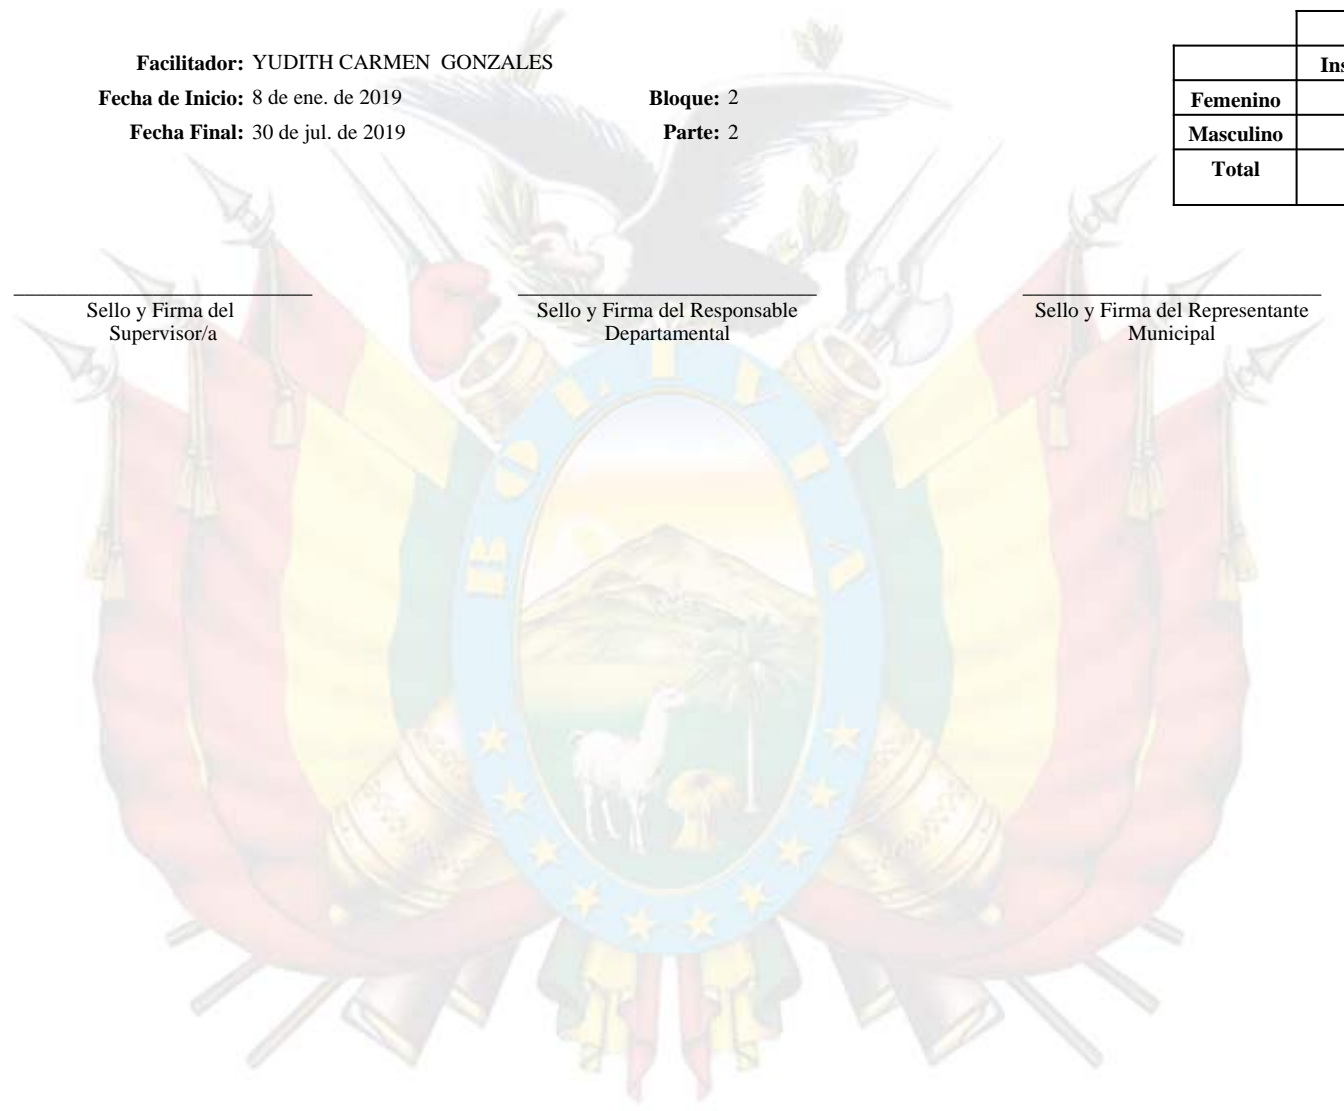 Facilitador: YUDITH CARMEN GONZALES
Fecha de Inicio: 8 de ene. de 2019 Bloque: 2
Fecha Final: 30 de jul. de 2019 Parte: 2
Ins
Femenino
Masculino
Total
Sello y Firma del
Supervisor/a
Sello y Firma del Responsable
Departamental
Sello y Firma del Representante
Municipal
BOLIVIA